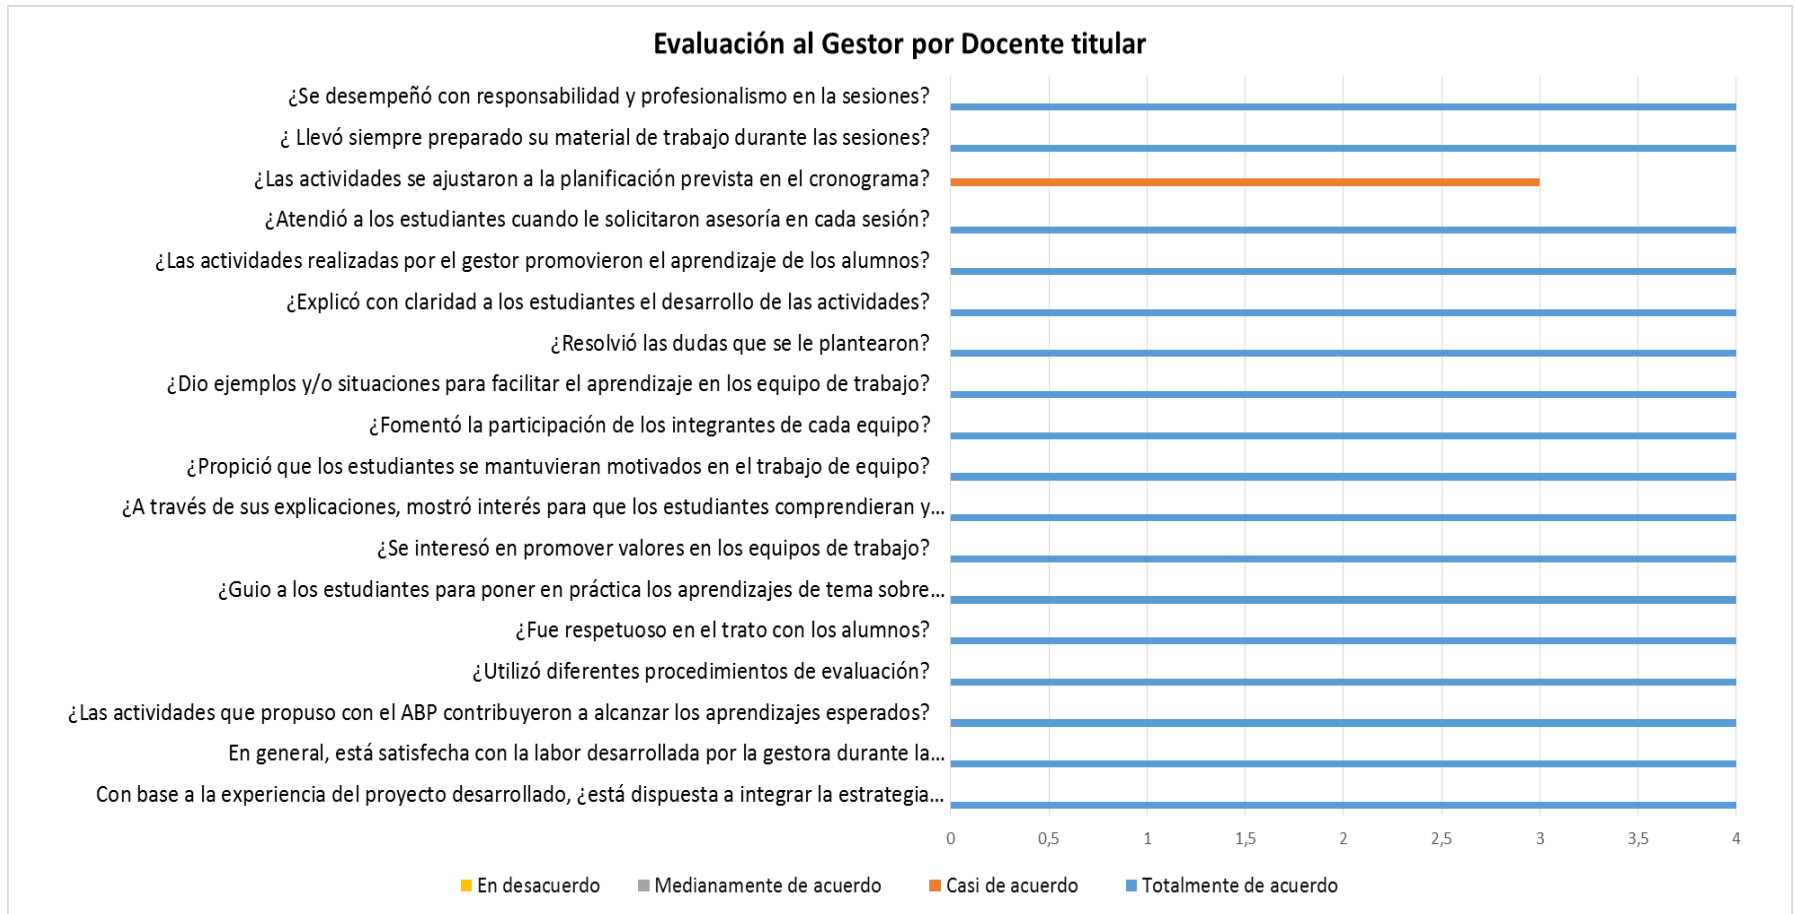 Evaluación al Gestor por Docente titular
¿Se desempeñó con responsabilidad y profesionalismo en la sesiones?
¿ Llevó siempre preparado su material de trabajo durante las sesiones?
¿Las actividades se ajustaron a la planificación prevista en el cronograma?
¿Atendió a los estudiantes cuando le solicitaron asesoría en cada sesión?
¿Las actividades realizadas por el gestor promovieron el aprendizaje de los alumnos?
¿Explicó con claridad a los estudiantes el desarrollo de las actividades?
¿Resolvió las dudas que se le plantearon?
¿Dio ejemplos y/o situaciones para facilitar el aprendizaje en los equipo de trabajo?
¿Fomentó la participación de los integrantes de cada equipo?
¿Propició que los estudiantes se mantuvieran motivados en el trabajo de equipo?
¿A través de sus explicaciones, mostró interés para que los estudiantes comprendieran y...
¿Se interesó en promover valores en los equipos de trabajo?
¿Guio a los estudiantes para poner en práctica los aprendizajes de tema sobre...
¿Fue respetuoso en el trato con los alumnos?
¿Utilizó diferentes procedimientos de evaluación?
¿Las actividades que propuso con el ABP contribuyeron a alcanzar los aprendizajes esperados?
En general, está satisfecha con la labor desarrollada por la gestora durante la...
Con base a la experiencia del proyecto desarrollado, ¿está dispuesta a integrar la estrategia...
0 0,5 1 1,5 2 2,5 3 3,5 4
En desacuerdo Medianamente de acuerdo Casi de acuerdo Totalmente de acuerdo